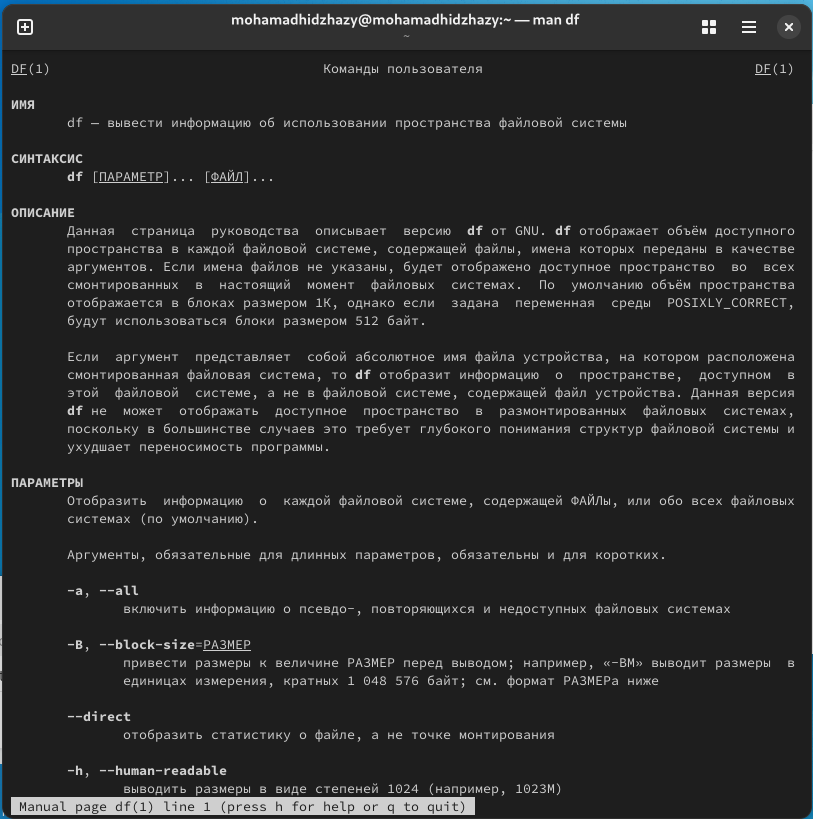 mohamadhidzhazy@mohamadhidzhazy:~ — man df
~
DF(1) Команды пользователя DF(1)
ИМЯ
df — вывести информацию об использовании пространства файловой системы
СИНТАКСИС
df [ПАРАМЕТР]... [ФАЙЛ]...
ОПИСАНИЕ
Данная страница руководства описывает версию df от GNU. df отображает объём доступного
пространства в каждой файловой системе, содержащей файлы, имена которых переданы в качестве
аргументов. Если имена файлов не указаны, будет отображено доступное пространство во всех
смонтированных в настоящий момент файловых системах. По умолчанию объём пространства
отображается в блоках размером 1K, однако если задана переменная среды POSIXLY_CORRECT,
будут использоваться блоки размером 512 байт.
Если аргумент представляет собой абсолютное имя файла устройства, на котором расположена
смонтированная файловая система, то df отобразит информацию о пространстве, доступном в
этой файловой системе, а не в файловой системе, содержащей файл устройства. Данная версия
df не может отображать доступное пространство в размонтированных файловых системах,
поскольку в большинстве случаев это требует глубокого понимания структур файловой системы и
ухудшает переносимость программы.
ПАРАМЕТРЫ
Отобразить информацию о каждой файловой системе, содержащей ФАЙЛы, или обо всех файловых
системах (по умолчанию).
Аргументы, обязательные для длинных параметров, обязательны и для коротких.
-a, --all
включить информацию о псевдо-, повторяющихся и недоступных файловых системах
-B, --block-size=РАЗМЕР
привести размеры к величине РАЗМЕР перед выводом; например, «-BM» выводит размеры в
единицах измерения, кратных 1 048 576 байт; см. формат РАЗМЕРа ниже
--direct
отобразить статистику о файле, а не точке монтирования
-h, --human-readable
выводить размеры в виде степеней 1024 (например, 1023M)
Manual page df(1) line 1 (press h for help or q to quit)